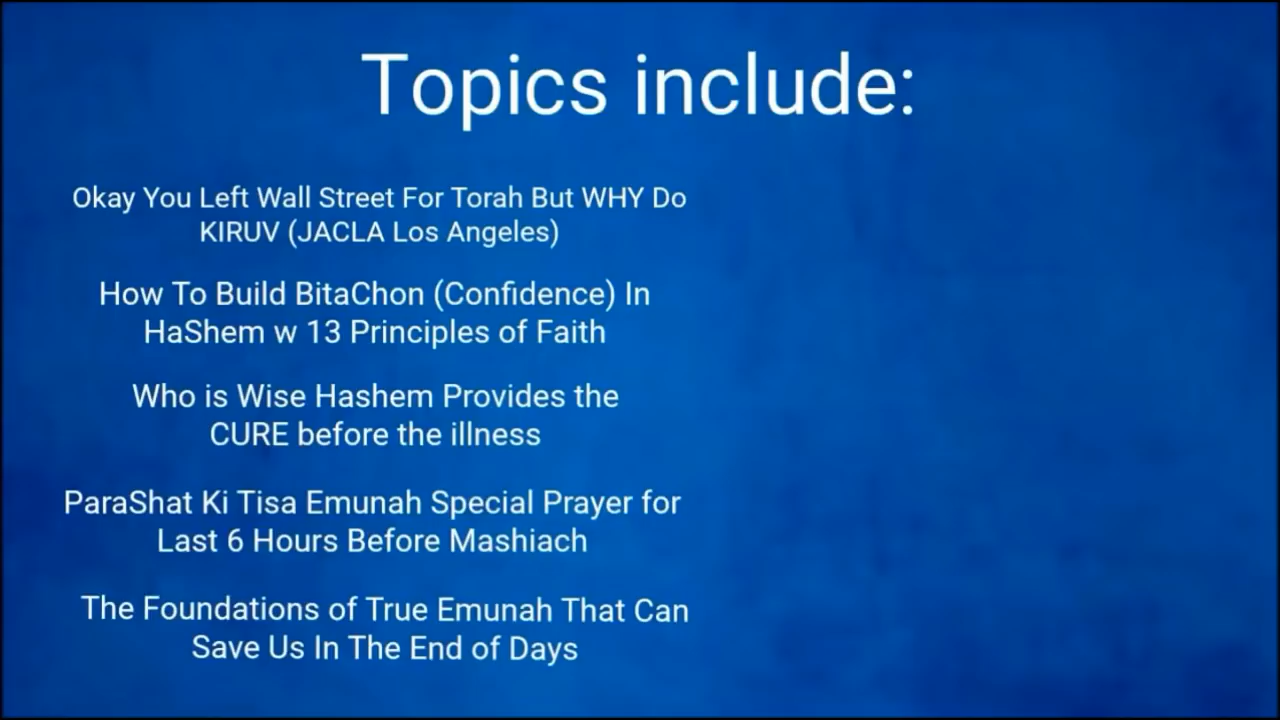 Topics include:
Okay You Left Wall Street For Torah But WHY Do
KIRUV (JACLA Los Angeles)
How To Build BitaChon (Confidence) In
HaShem w 13 Principles of Faith
Who is Wise Hashem Provides the
CURE before the illness
ParaShat Ki Tisa Emunah Special Prayer for
Last 6 Hours Before Mashiach
The Foundations of True Emunah That Can
Save Us In The End of Days